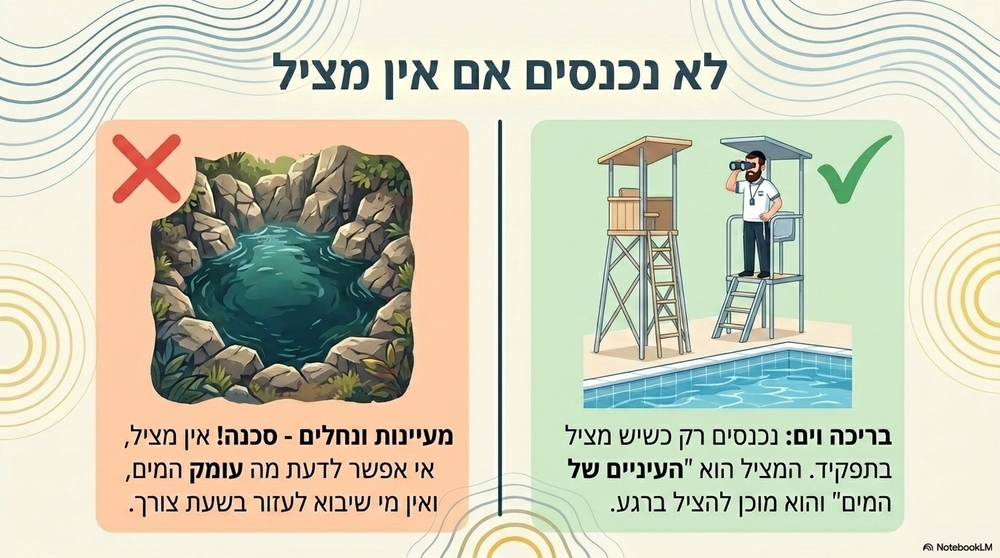 לא נכנסים אם אין מציל
בריכה וים: נכנסים רק כשיש מציל
בתפקיד. המציל הוא "העיניים של
המים" והוא מוכן להציל ברגע.
מעיינות ונחלים - סכנה! אין מציל,
אי אפשר לדעת מה עומק המים,
ואין מי שיבוא לעזור בשעת צורך.
NotebookLM